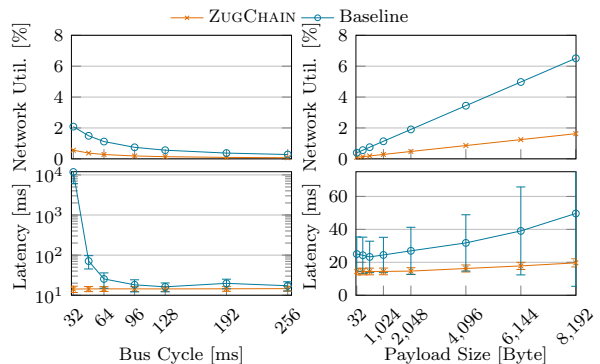 ZUGCHAIN Baseline
Network Util. [%]
8
6
4
2
0
Network Util. [%]
8
6
4
2
0
Latency [ms]
10^4
10^3
10^2
10^1
32 64 96 128 192 256
Bus Cycle [ms]
Latency [ms]
60
40
20
0
32 1,024 2,048 4,096 6,144 8,192
Payload Size [Byte]